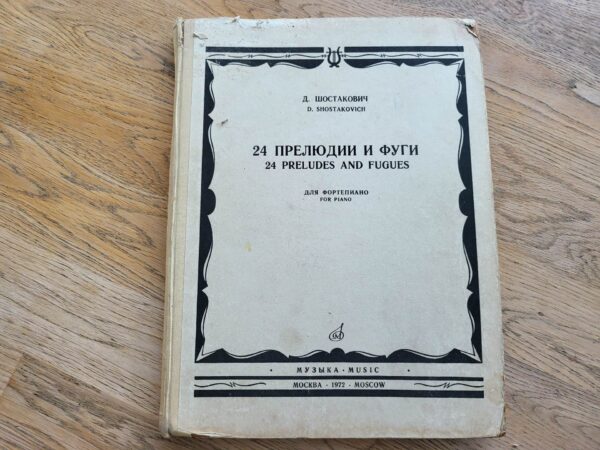 Д. ШОСТАКОВИЧ
D. SHOSTAKOVICH
24 ПРЕЛЮДИИ И ФУГИ
24 PRELUDES AND FUGUES
ДЛЯ ФОРТЕПИАНО
FOR PIANO
· МУЗЫКА · MUSIC ·
МОСКВА · 1972 · MOSCOW